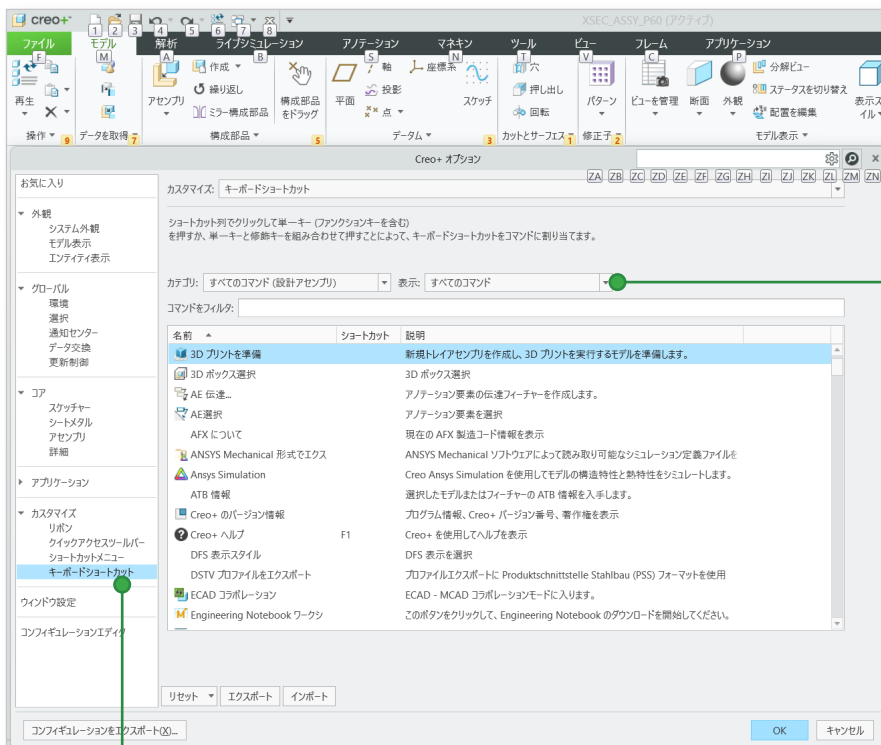 creo+ XSEC_ASSY_P60 (アクティブ)
1 2 3 4 5 6 7 8
ファイル モデル 解析 ライブシミュレーション アノテーション マネキン ツール ビュー フレーム アプリケーション
F M A B S N T V C P
作成 軸 座標系 穴 分解ビュー
繰り返し 投影 押し出し ステータスを切り替え
再生 アセンブリ ミラー構成部品 構成部品をドラッグ 平面 点 スケッチ 回転 パターン ビューを管理 断面 外観 配置を編集 表示スタイル
操作 9 データを取得 7 構成部品 5 データム 3 カットとサーフェス 1 修正子 2 モデル表示
Creo+ オプション
ZA ZB ZC ZD ZE ZF ZG ZH ZI ZJ ZK ZL ZM ZN
お気に入り
外観
システム外観
モデル表示
エンティティ表示
グローバル
環境
選択
通知センター
データ交換
更新制御
コア
スケッチャー
シートメタル
アセンブリ
詳細
アプリケーション
カスタマイズ
リボン
クイックアクセスツールバー
ショートカットメニュー
キーボードショートカット
ウィンドウ設定
コンフィギュレーションエディタ
カスタマイズ: キーボードショートカット
ショートカット列でクリックして単一キー (ファンクションキーを含む)
を押すか、単一キーと修飾キーを組み合わせて押すことによって、キーボードショートカットをコマンドに割り当てます。
カテゴリ: すべてのコマンド (設計アセンブリ) 表示: すべてのコマンド
コマンドをフィルタ:
名前 ショートカット 説明
3D プリントを準備 新規トレイアセンブリを作成し、3D プリントを実行するモデルを準備します。
3D ボックス選択 3D ボックス選択
AE 伝達... アノテーション要素の伝達フィーチャーを作成します。
AE選択 アノテーション要素を選択
AFX について 現在の AFX 製造コード情報を表示
ANSYS Mechanical 形式でエクス ANSYS Mechanical ソフトウェアによって読み取り可能なシミュレーション定義ファイルを
Ansys Simulation Creo Ansys Simulation を使用してモデルの構造特性と熱特性をシミュレートします。
ATB 情報 選択したモデルまたはフィーチャーの ATB 情報を入手します。
Creo+ のバージョン情報 プログラム情報、Creo+ バージョン番号、著作権を表示
Creo+ ヘルプ F1 Creo+ を使用してヘルプを表示
DFS 表示スタイル DFS 表示を選択
DSTV プロファイルをエクスポート プロファイルエクスポートに Produktschnittstelle Stahlbau (PSS) フォーマットを使用
ECAD コラボレーション ECAD - MCAD コラボレーションモードに入ります。
Engineering Notebook ワークシ このボタンをクリックして、Engineering Notebook のダウンロードを開始してください。
リセット エクスポート インポート
コンフィギュレーションをエクスポート(X)... OK キャンセル